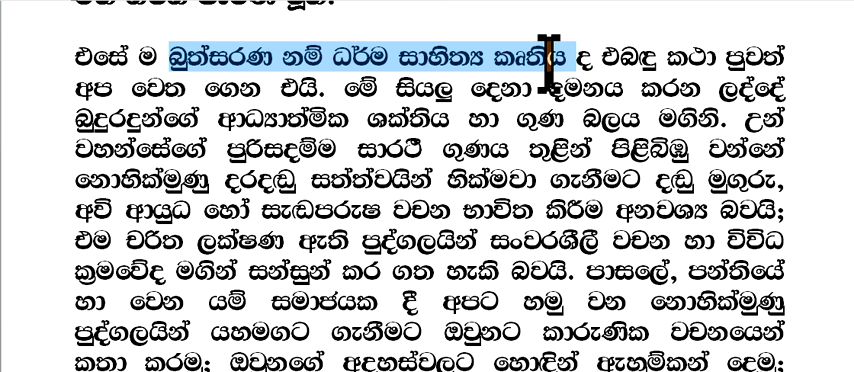 එසේ ම බුත්සරණ නම් ධර්ම සාහිත්‍ය කෘතිය ද එබඳු කථා පුවත්
අප වෙත ගෙන එයි. මේ සියලු දෙනා දමනය කරන ලද්දේ
බුදුරදුන්ගේ ආධ්‍යාත්මික ශක්තිය හා ගුණ බලය මගිනි. උන්
වහන්සේගේ පුරිසදම්ම සාරථි ගුණය තුළින් පිළිබිඹු වන්නේ
නොහික්මුණු දරදඬු සත්ත්වයින් හික්මවා ගැනීමට දඬු මුගුරු,
අවි ආයුධ හෝ සැඬපරුෂ වචන භාවිත කිරීම අනවශ්‍ය බවයි;
එම චරිත ලක්ෂණ ඇති පුද්ගලයින් සංවරශීලී වචන හා විවිධ
ක්‍රමවේද මගින් සන්සුන් කර ගත හැකි බවයි. පාසලේ, පන්තියේ
හා වෙන යම් සමාජයක දී අපට හමු වන නොහික්මුණු
පුද්ගලයින් යහමගට ගැනීමට ඔවුනට කාරුණික වචනයෙන්
කතා කරමු; ඔවුනගේ අදහස්වලට හොඳින් ඇහුම්කන් දෙමු;